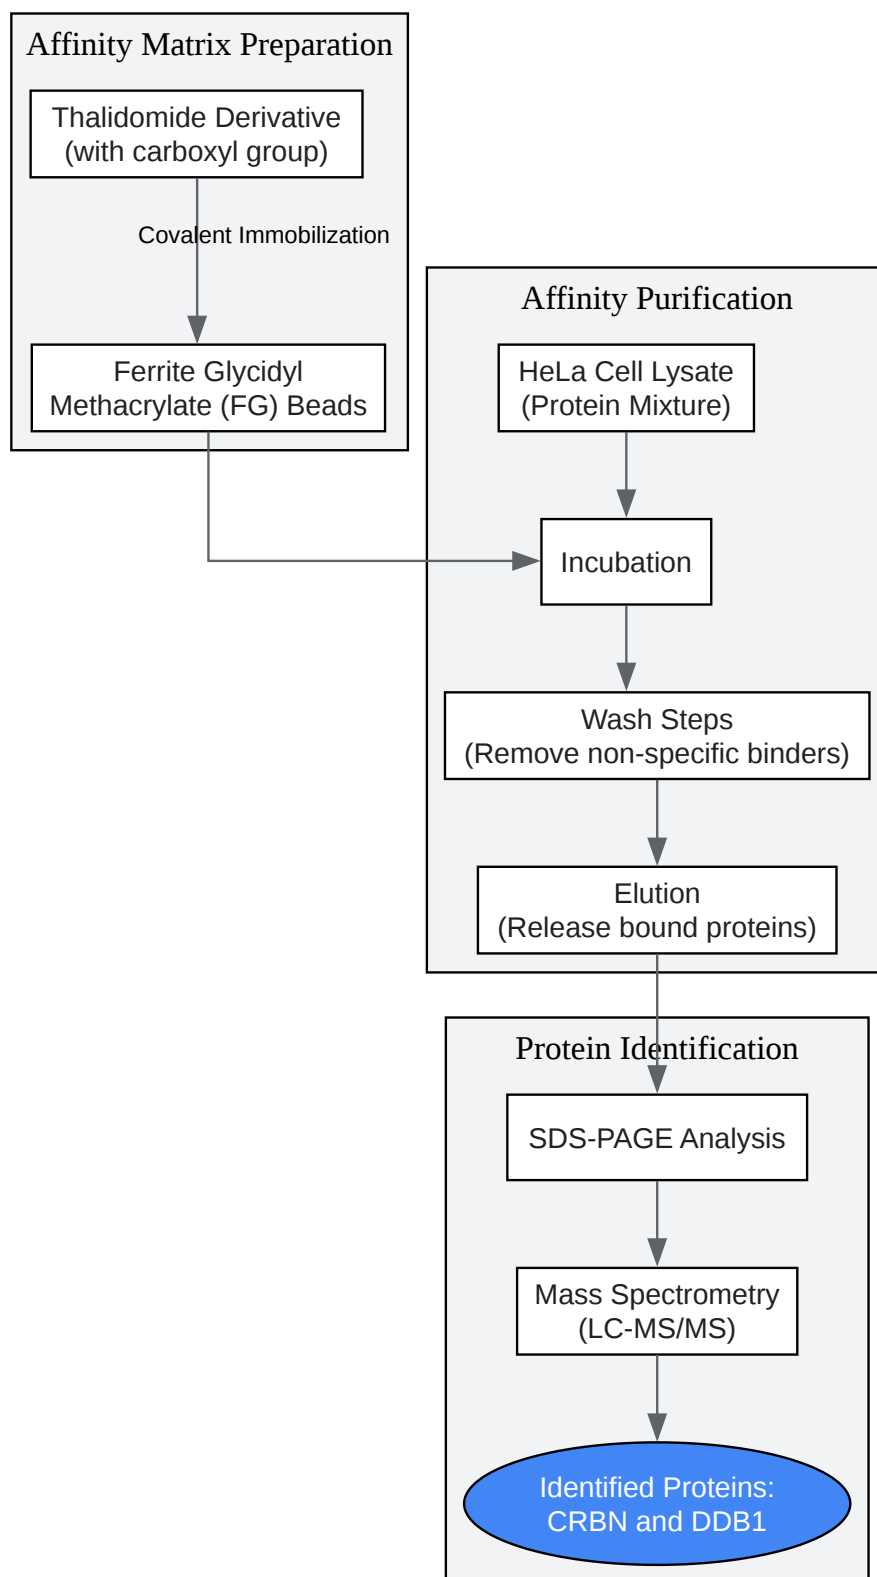 Affinity Matrix Preparation
Thalidomide Derivative
(with carboxyl group)
Covalent Immobilization
Ferrite Glycidyl
Methacrylate (FG) Beads
Affinity Purification
HeLa Cell Lysate
(Protein Mixture)
Incubation
Wash Steps
(Remove non-specific binders)
Elution
(Release bound proteins)
Protein Identification
SDS-PAGE Analysis
Mass Spectrometry
(LC-MS/MS)
Identified Proteins:
CRBN and DDB1